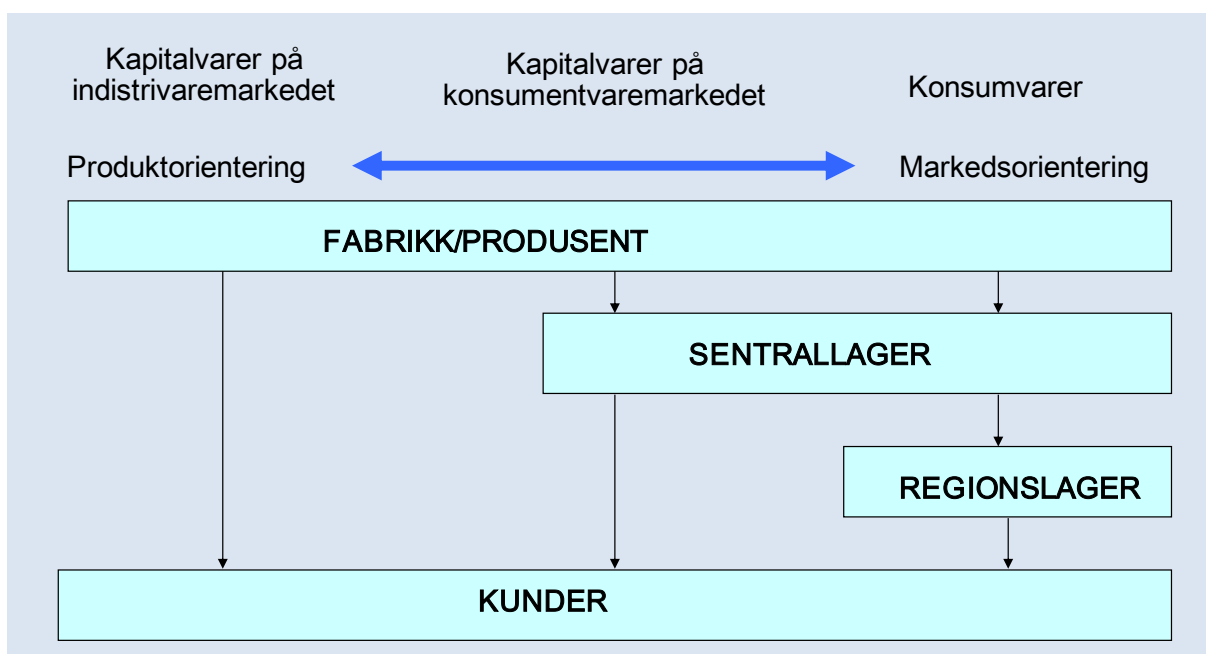 Kapitalvarer på
indistrivaremarkedet
Kapitalvarer på
konsumentvaremarkedet
Konsumvarer
Produktorientering
Markedsorientering
FABRIKK/PRODUSENT
SENTRALLAGER
REGIONSLAGER
KUNDER